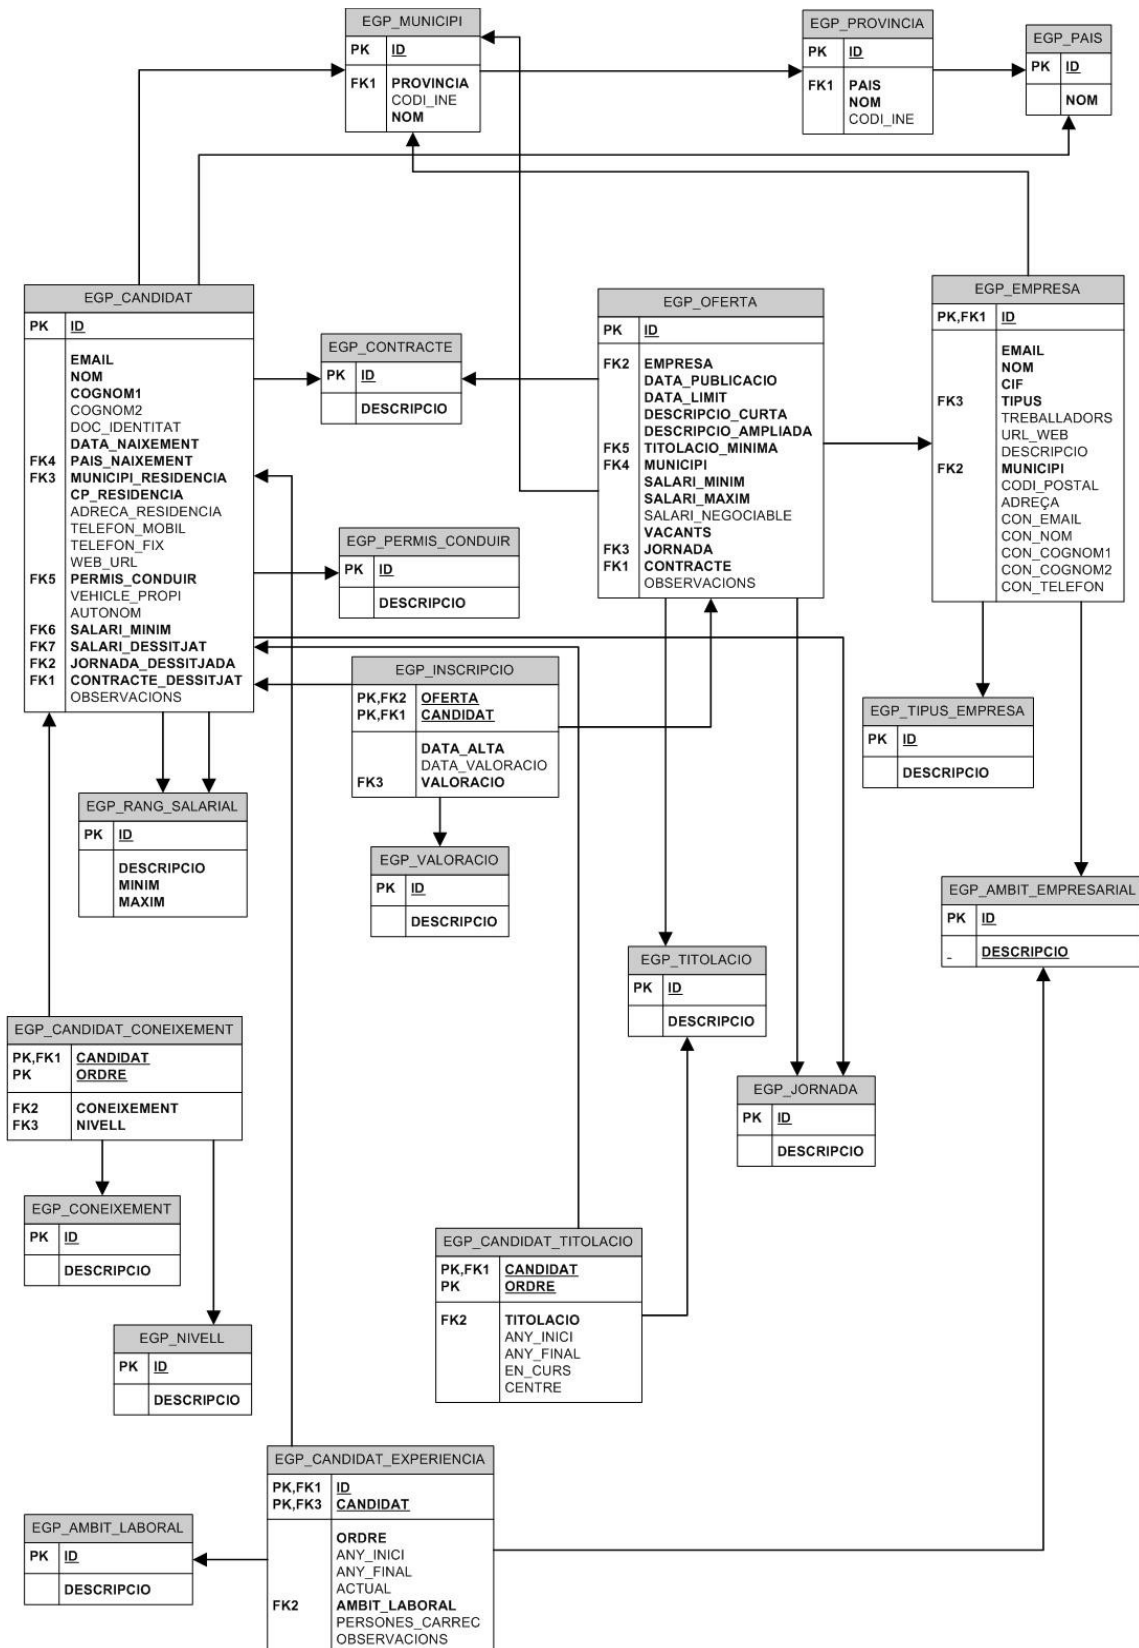 EGP_MUNICIPI
PK ID
FK1 PROVINCIA
CODI_INE
NOM
EGP_PROVINCIA
PK ID
FK1 PAIS
NOM
CODI_INE
EGP_PAIS
PK ID
NOM
EGP_CANDIDAT
PK ID
EMAIL
NOM
COGNOM1
COGNOM2
DOC_IDENTITAT
DATA_NAIXEMENT
FK4 PAIS_NAIXEMENT
FK3 MUNICIPI_RESIDENCIA
CP_RESIDENCIA
ADRECA_RESIDENCIA
TELEFON_MOBIL
TELEFON_FIX
WEB_URL
FK5 PERMIS_CONDUIR
VEHICLE_PROPI
AUTONOM
FK6 SALARI_MINIM
FK7 SALARI_DESSITJAT
FK2 JORNADA_DESSITJADA
FK1 CONTRACTE_DESSITJAT
OBSERVACIONS
EGP_CONTRACTE
PK ID
DESCRIPCIO
EGP_OFERTA
PK ID
FK2 EMPRESA
DATA_PUBLICACIO
DATA_LIMIT
DESCRIPCIO_CURTA
DESCRIPCIO_AMPLIADA
FK5 TITOLACIO_MINIMA
FK4 MUNICIPI
SALARI_MINIM
SALARI_MAXIM
SALARI_NEGOCIABLE
VACANTS
FK3 JORNADA
FK1 CONTRACTE
OBSERVACIONS
EGP_EMPRESA
PK,FK1 ID
EMAIL
NOM
CIF
FK3 TIPUS
TREBALLADORS
URL_WEB
DESCRIPCIO
FK2 MUNICIPI
CODI_POSTAL
ADREÇA
CON_EMAIL
CON_NOM
CON_COGNOM1
CON_COGNOM2
CON_TELEFON
EGP_PERMIS_CONDUIR
PK ID
DESCRIPCIO
EGP_INSCRIPCIO
PK,FK2 OFERTA
PK,FK1 CANDIDAT
DATA_ALTA
DATA_VALORACIO
FK3 VALORACIO
EGP_TIPUS_EMPRESA
PK ID
DESCRIPCIO
EGP_RANG_SALARIAL
PK ID
DESCRIPCIO
MINIM
MAXIM
EGP_VALORACIO
PK ID
DESCRIPCIO
EGP_AMBIT_EMPRESARIAL
PK ID
_ DESCRIPCIO
EGP_TITOLACIO
PK ID
DESCRIPCIO
EGP_CANDIDAT_CONEIXEMENT
PK,FK1 CANDIDAT
PK ORDRE
FK2 CONEIXEMENT
FK3 NIVELL
EGP_JORNADA
PK ID
DESCRIPCIO
EGP_CONEIXEMENT
PK ID
DESCRIPCIO
EGP_CANDIDAT_TITOLACIO
PK,FK1 CANDIDAT
PK ORDRE
FK2 TITOLACIO
ANY_INICI
ANY_FINAL
EN_CURS
CENTRE
EGP_NIVELL
PK ID
DESCRIPCIO
EGP_CANDIDAT_EXPERIENCIA
PK,FK1 ID
PK,FK3 CANDIDAT
ORDRE
ANY_INICI
ANY_FINAL
ACTUAL
FK2 AMBIT_LABORAL
PERSONES_CARREC
OBSERVACIONS
EGP_AMBIT_LABORAL
PK ID
DESCRIPCIO